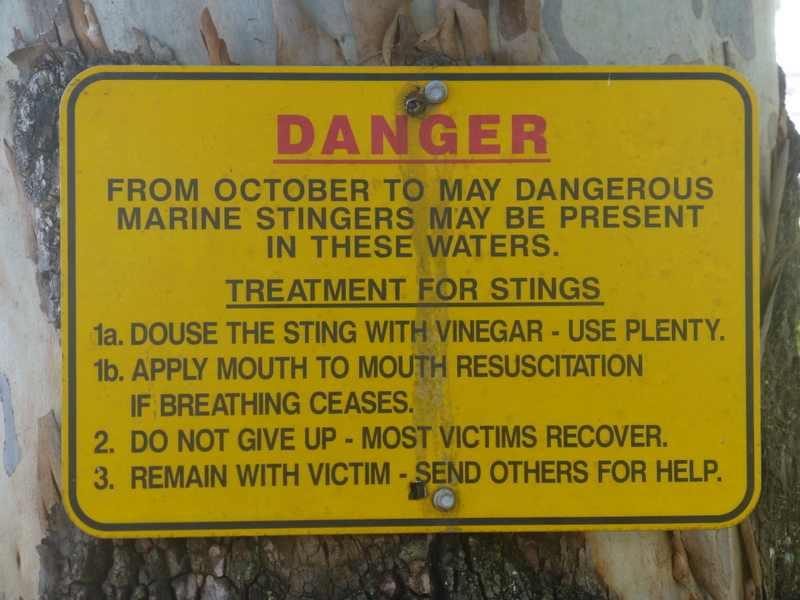 DANGER
FROM OCTOBER TO MAY DANGEROUS
MARINE STINGERS MAY BE PRESENT
IN THESE WATERS.
TREATMENT FOR STINGS
1a. DOUSE THE STING WITH VINEGAR - USE PLENTY.
1b. APPLY MOUTH TO MOUTH RESUSCITATION
IF BREATHING CEASES.
2. DO NOT GIVE UP - MOST VICTIMS RECOVER.
3. REMAIN WITH VICTIM - SEND OTHERS FOR HELP.